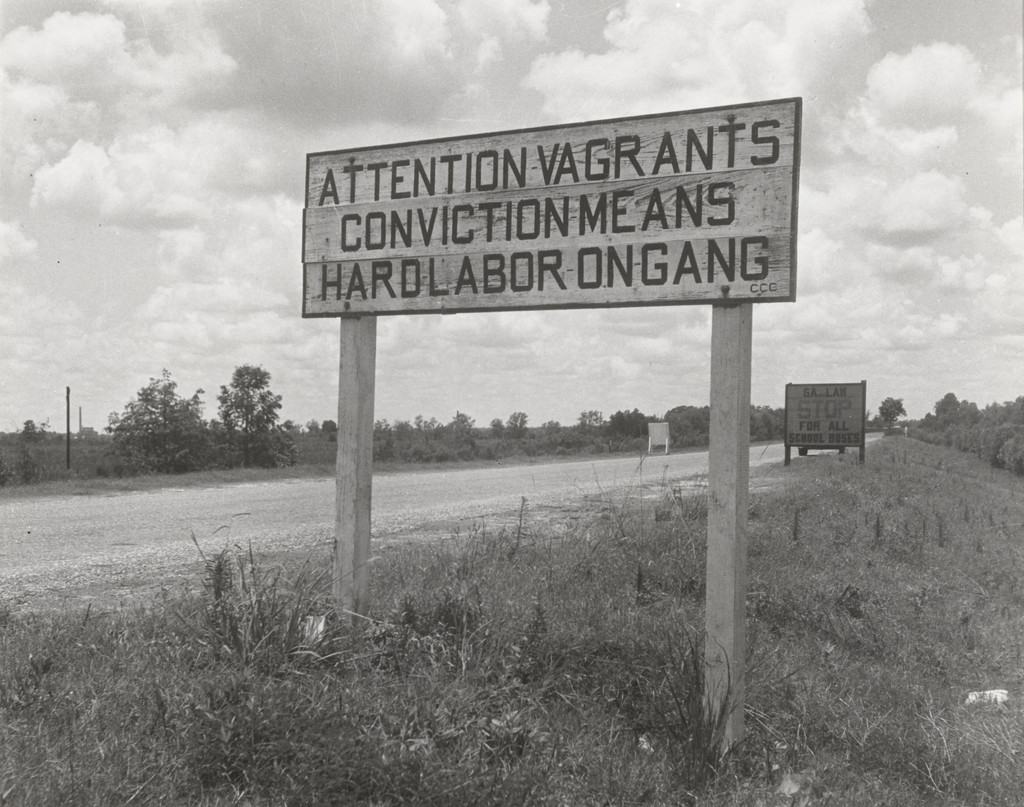 ATTENTION-VAGRANTS
CONVICTION MEANS
HARD LABOR-ON GANG
CCC
GA. LAW
STOP
FOR ALL
SCHOOL BUSES